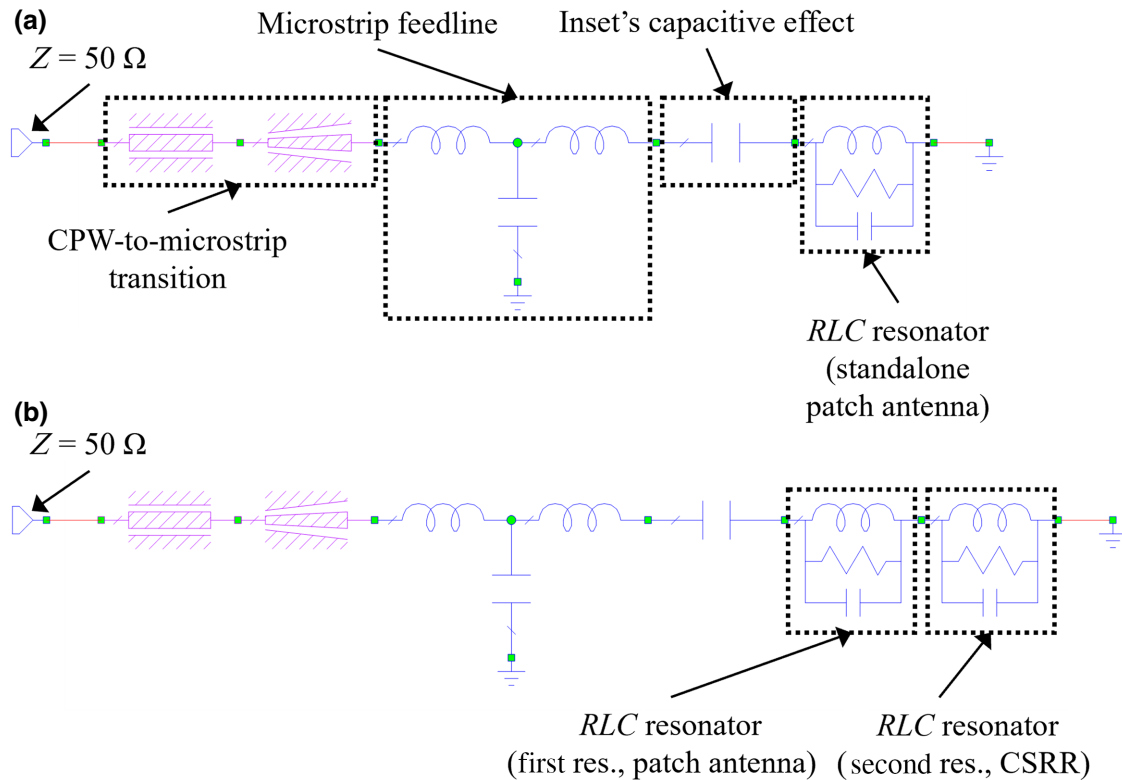 (a)
Microstrip feedline
Inset's capacitive effect
Z = 50 Ω
CPW-to-microstrip
transition
RLC resonator
(standalone
patch antenna)
(b)
Z = 50 Ω
RLC resonator
(first res., patch antenna)
RLC resonator
(second res., CSRR)